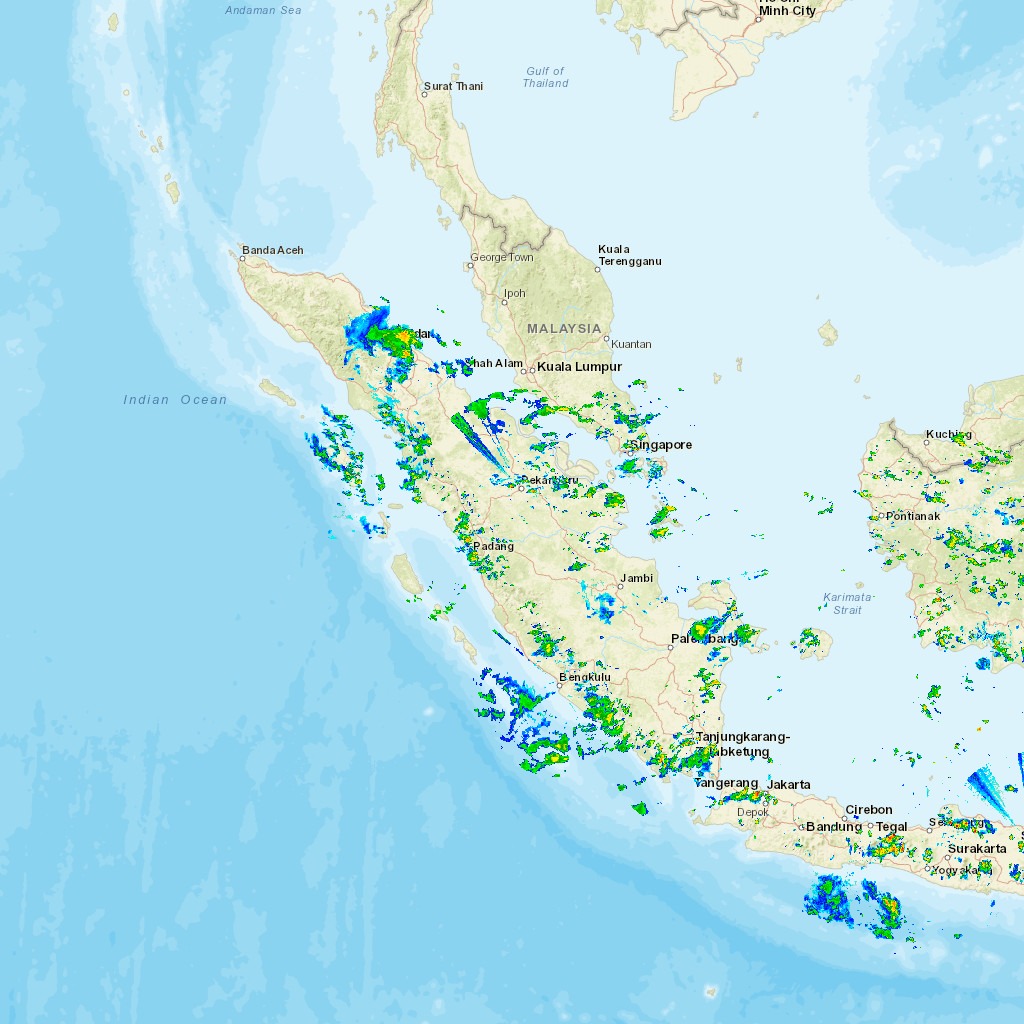 Andaman Sea
Minh City
Gulf of
Thailand
Surat Thani
Banda Aceh
George Town
Kuala
Terengganu
Ipoh
MALAYSIA
Kuantan
Shah Alam
Kuala Lumpur
Indian Ocean
Kuching
Singapore
Pontianak
Padang
Jambi
Karimata-
Strait
Palembang
Bengkulu
Tanjungkarang-
Tangerang
Jakarta
Depok
Cirebon
Bandung
Tegal
Surakarta